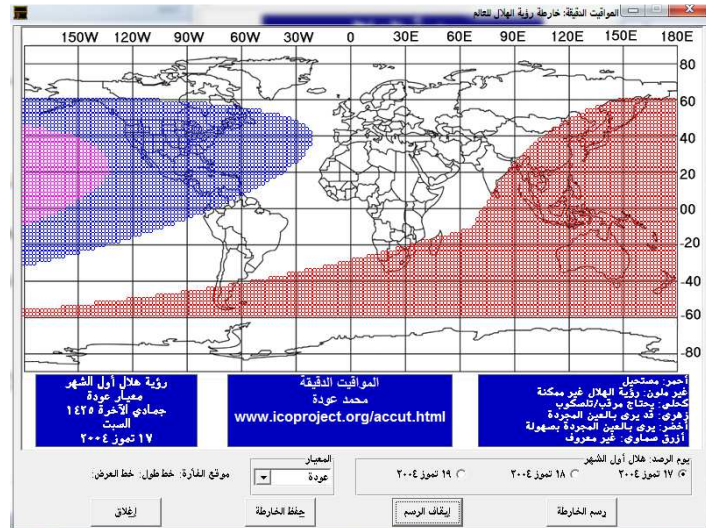 المواقيت الدقيقة: خارطة رؤية الهلال للعالم
150W 120W 90W 60W 30W 0 30E 60E 90E 120E 150E 180E
80
60
40
20
00
-20
-40
-60
-80
أحمر: مستحيل
غير ملون: رؤية الهلال غير ممكنة
كحلي: يحتاج مرقب/تلسكوب
زهري: قد يرى بالعين المجردة
أخضر: يرى بالعين المجردة بسهولة
أزرق سماوي: غير معروف
المواقيت الدقيقة
محمد عودة
www.icoproject.org/accut.html
رؤية هلال أول الشهر
معيار عودة
جمادي الآخرة ١٤٢٥
السبت
١٧ تموز ٢٠٠٤
يوم الرصد: هلال أول الشهر
١٧ تموز ٢٠٠٤
١٨ تموز ٢٠٠٤
١٩ تموز ٢٠٠٤
المعيار
عودة
موقع الفأرة: خط طول: خط العرض:
رسم الخارطة
إيقاف الرسم
حفظ الخارطة
إغلاق